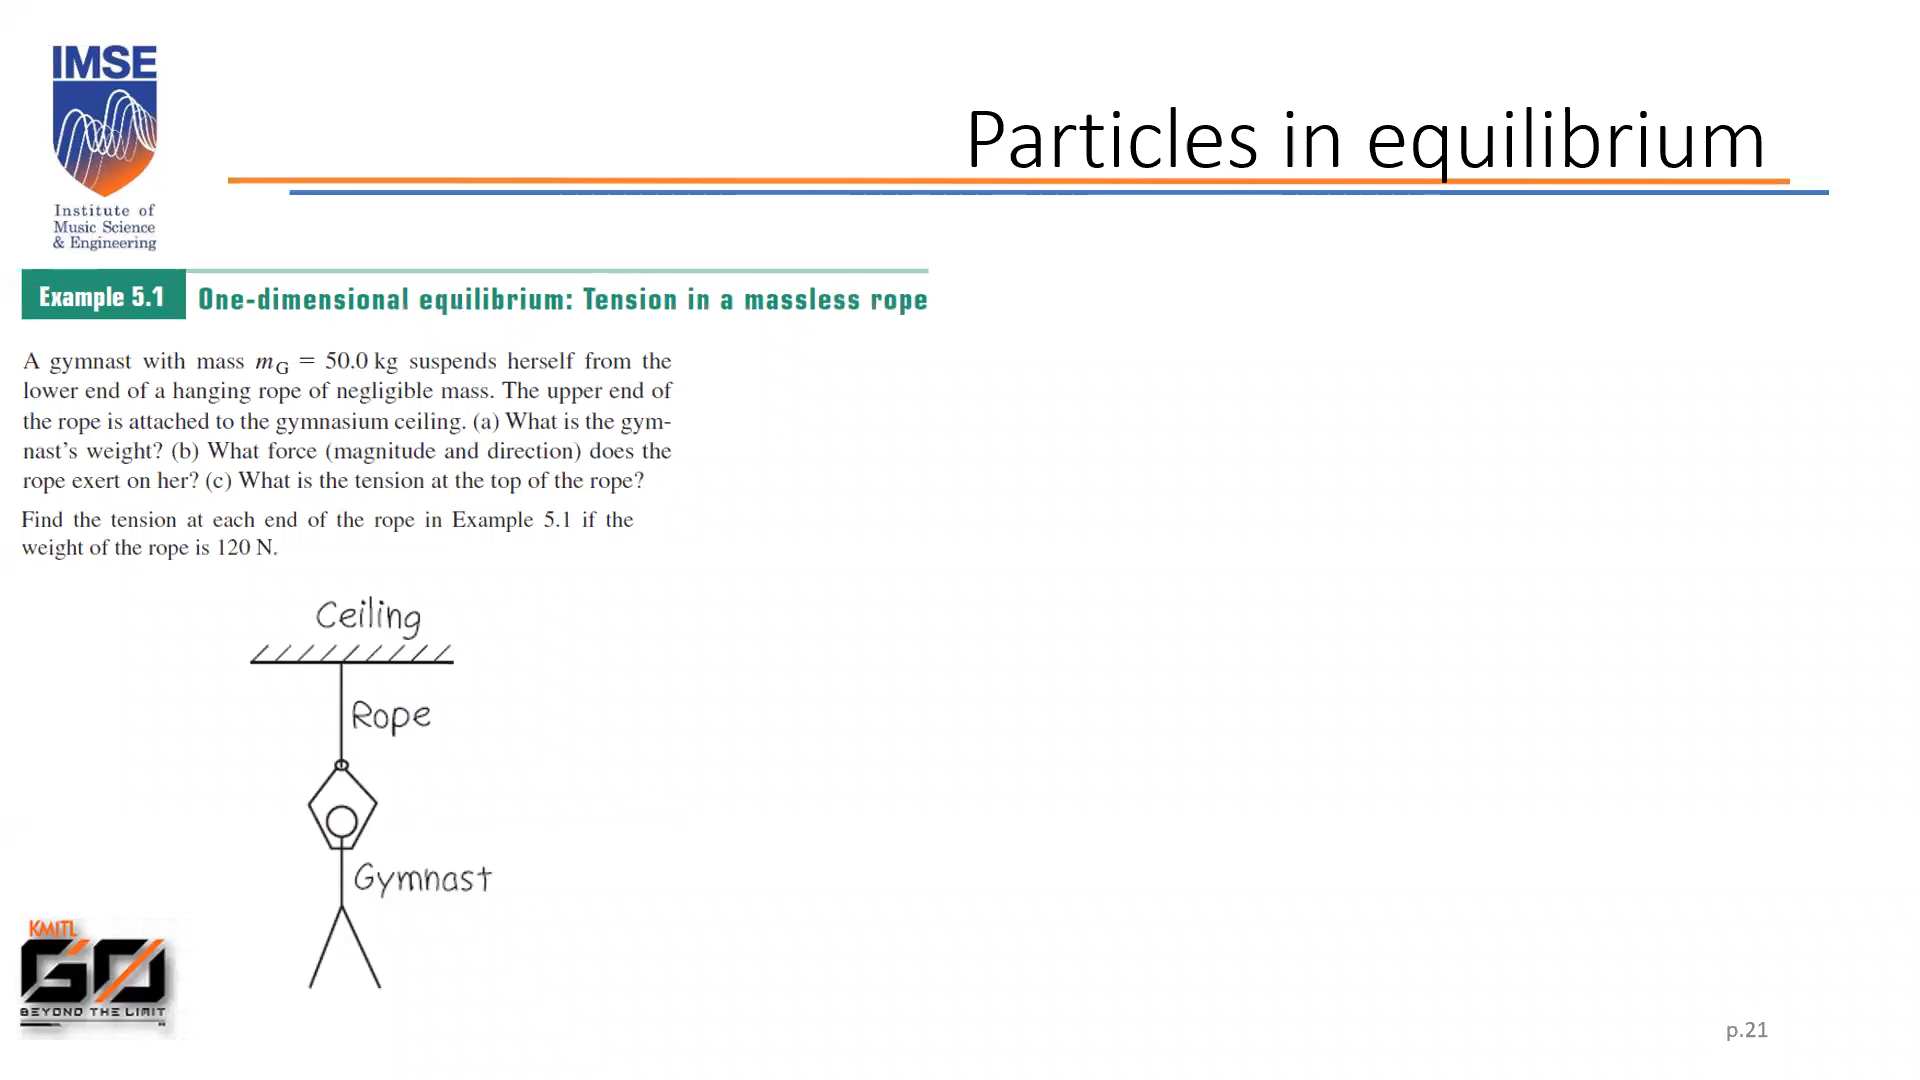 IMSE
Institute of
Music Science
& Engineering
Particles in equilibrium
Example 5.1 One-dimensional equilibrium: Tension in a massless rope
A gymnast with mass mG = 50.0 kg suspends herself from the
lower end of a hanging rope of negligible mass. The upper end of
the rope is attached to the gymnasium ceiling. (a) What is the gym-
nast's weight? (b) What force (magnitude and direction) does the
rope exert on her? (c) What is the tension at the top of the rope?
Find the tension at each end of the rope in Example 5.1 if the
weight of the rope is 120 N.
Ceiling
Rope
Gymnast
KMITL
GO
BEYOND THE LIMIT
p.21